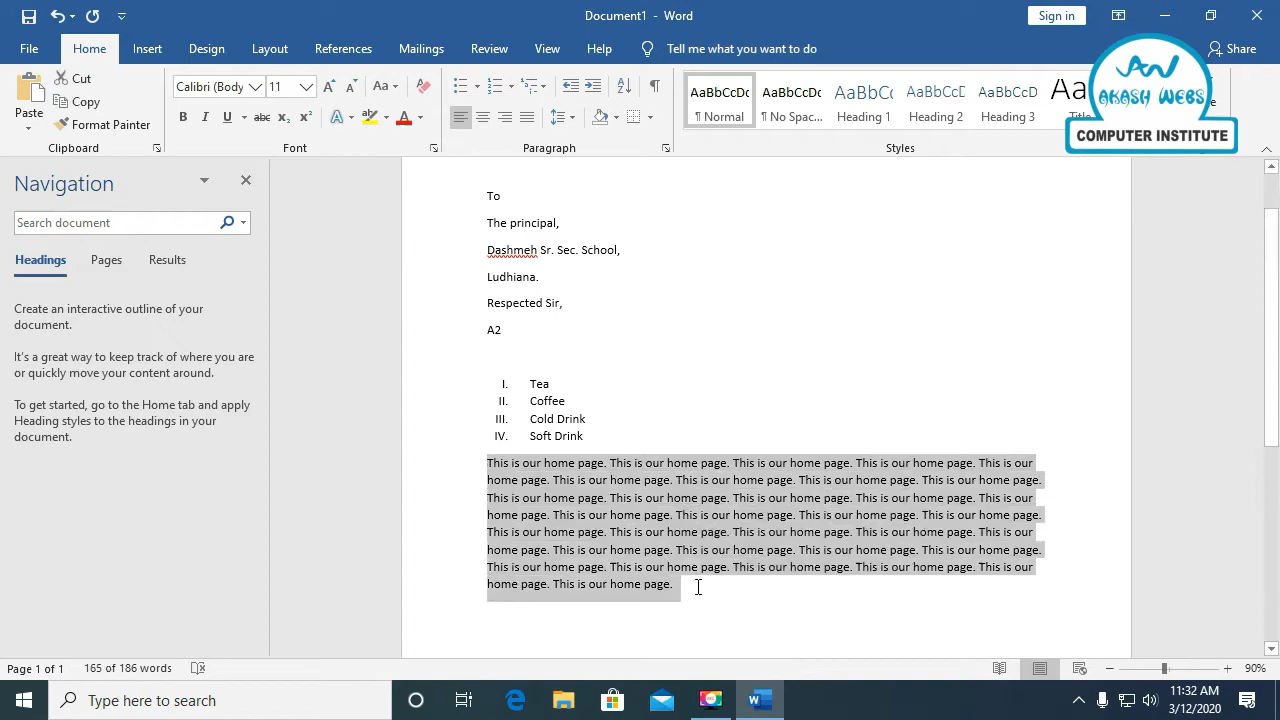 Document1 - Word
Sign in
File Home Insert Design Layout References Mailings Review View Help Tell me what you want to do Share
Paste
Cut
Copy
Format Painter
Calibri (Body 11
Aa
B I U abc x₂ x² A A
AaBbCcDc AaBbCcDc AaBbC AaBbCcC AaBbCcD
¶ Normal ¶ No Spac... Heading 1 Heading 2 Heading 3
Clipboard Font Paragraph Styles
AW
AKASH WEBS
COMPUTER INSTITUTE
Navigation
Search document
Headings Pages Results
Create an interactive outline of your
document.
It's a great way to keep track of where you are
or quickly move your content around.
To get started, go to the Home tab and apply
Heading styles to the headings in your
document.
To
The principal,
Dashmeh Sr. Sec. School,
Ludhiana.
Respected Sir,
A2
I. Tea
II. Coffee
III. Cold Drink
IV. Soft Drink
This is our home page. This is our home page. This is our home page. This is our home page. This is our
home page. This is our home page. This is our home page. This is our home page. This is our home page.
This is our home page. This is our home page. This is our home page. This is our home page. This is our
home page. This is our home page. This is our home page. This is our home page. This is our home page.
This is our home page. This is our home page. This is our home page. This is our home page. This is our
home page. This is our home page. This is our home page. This is our home page. This is our home page.
This is our home page. This is our home page. This is our home page. This is our home page. This is our
home page. This is our home page.
Page 1 of 1 165 of 186 words
90%
Type here to search
11:32 AM
3/12/2020